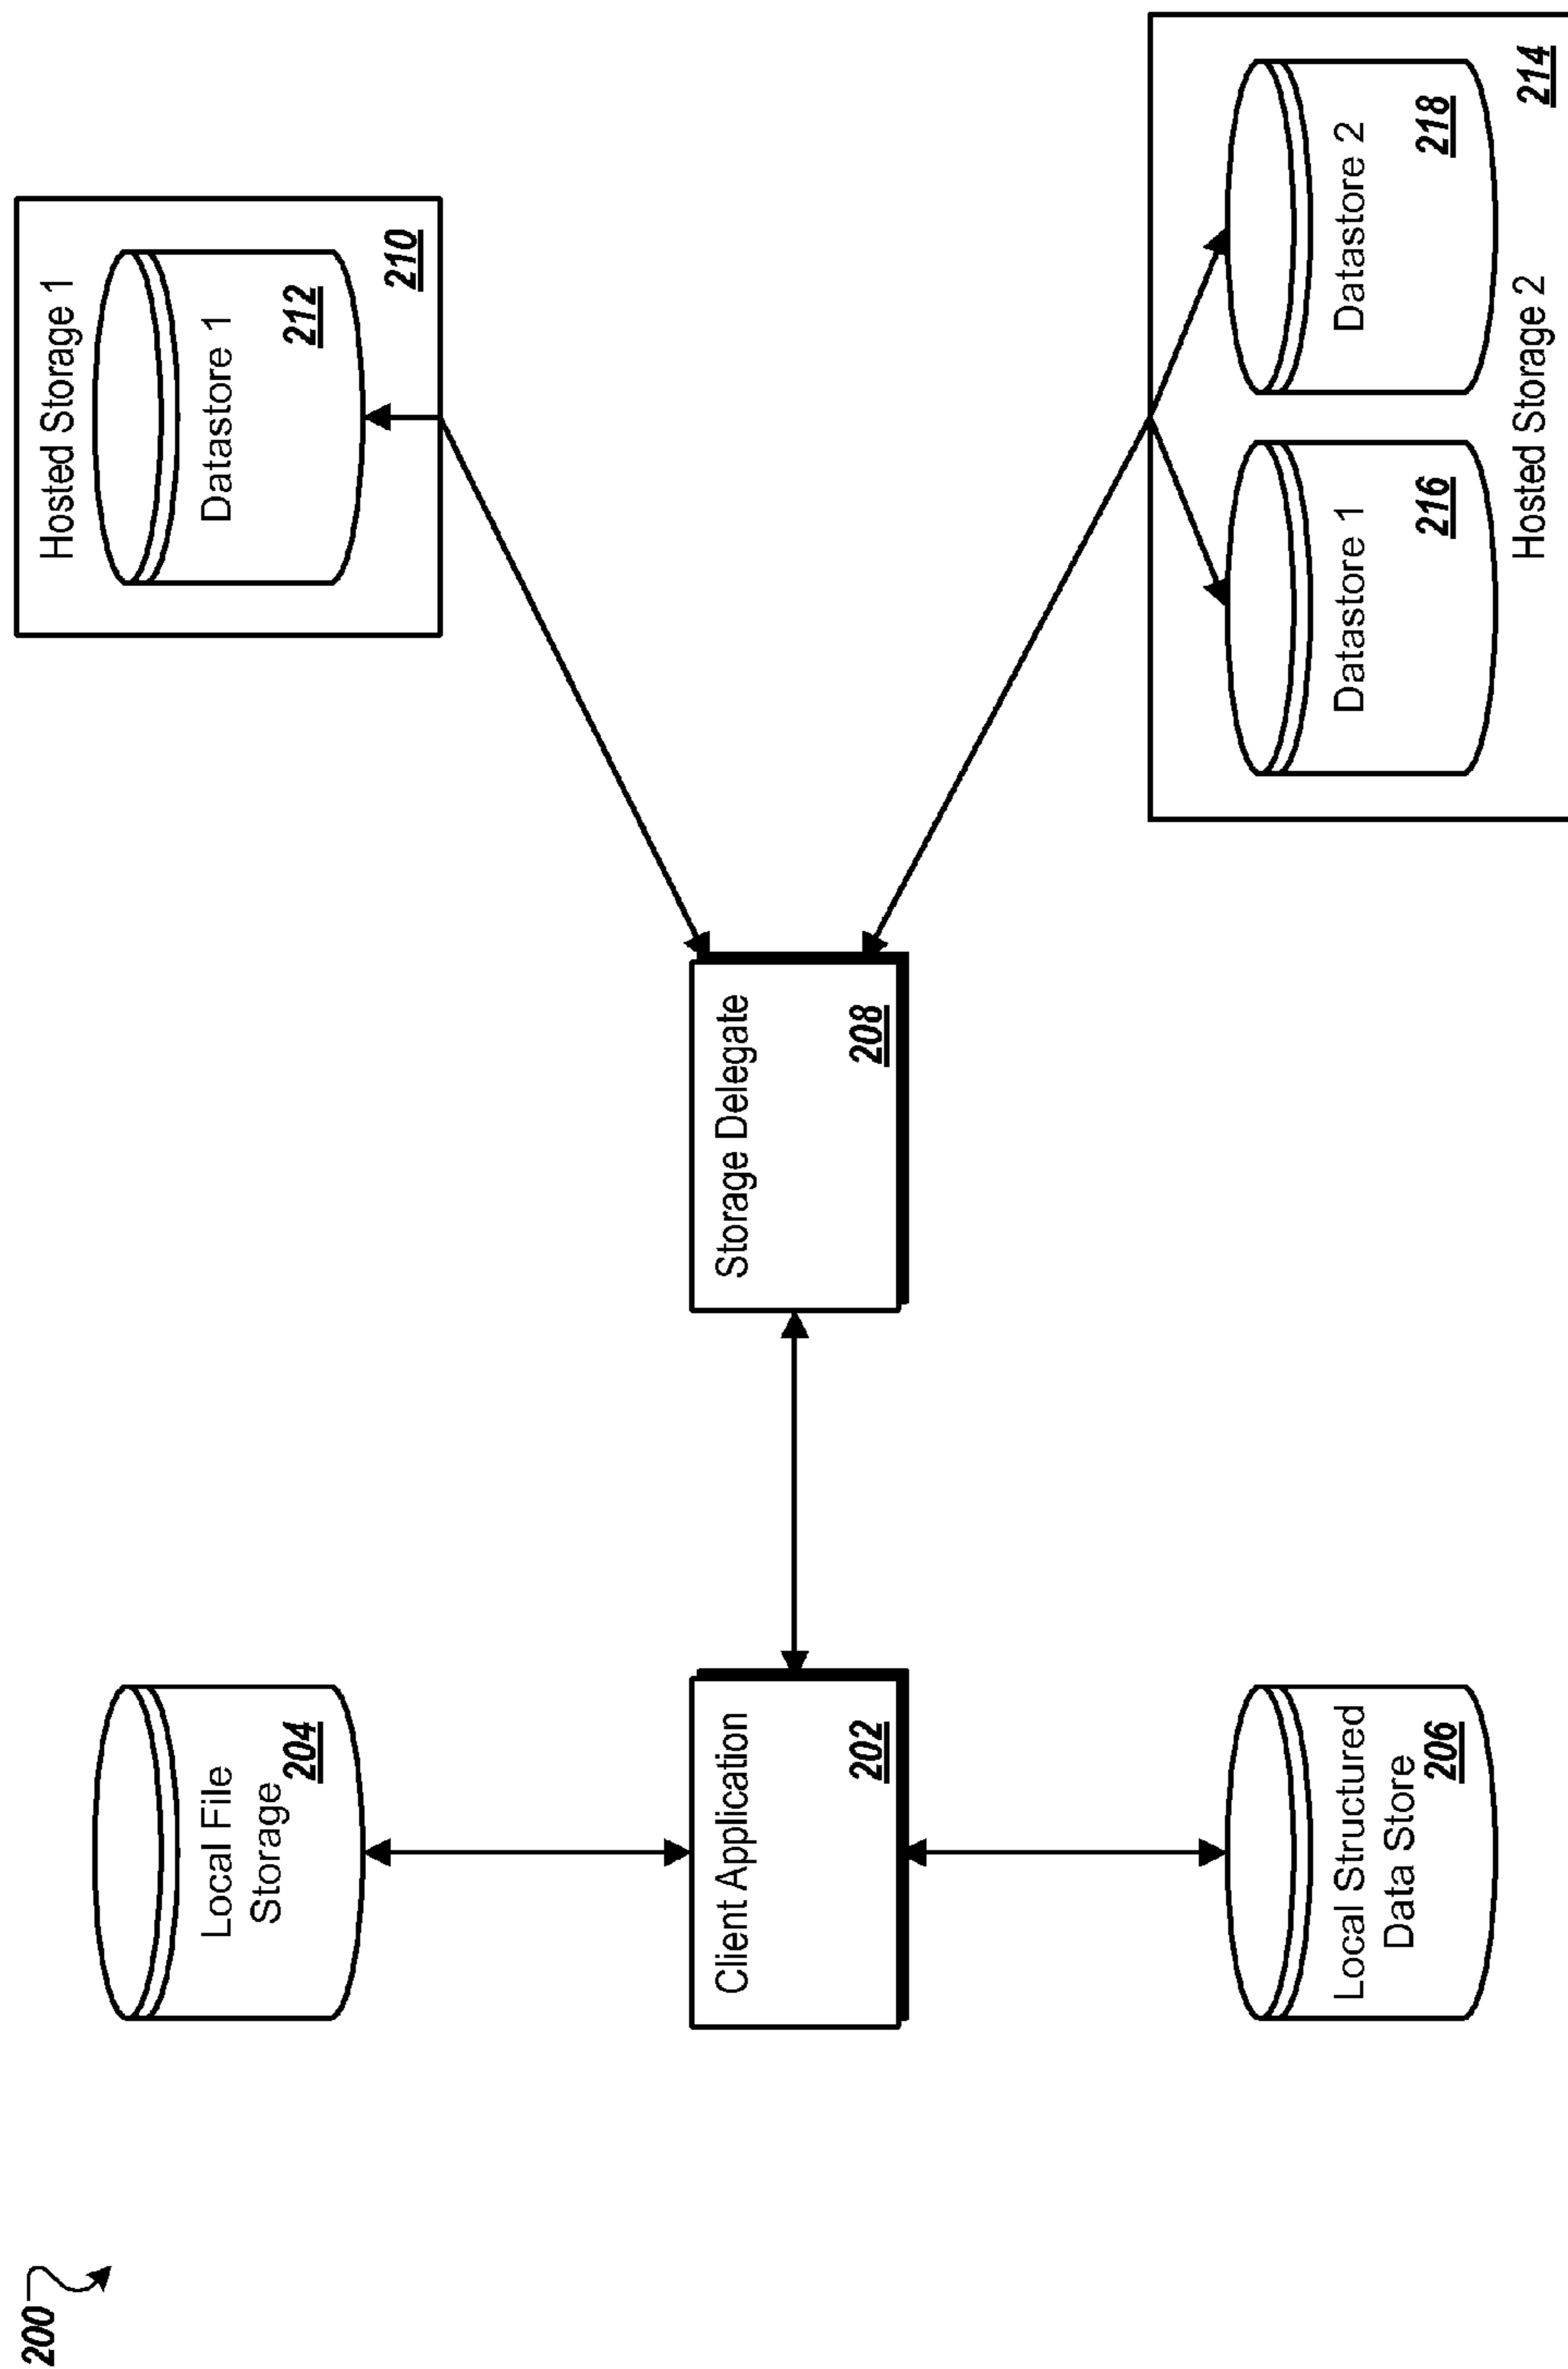 200
Local File
Storage
204
Client Application
202
Local Structured
Data Store
206
Storage Delegate
208
Hosted Storage 1
Datastore 1
212
210
Datastore 1
216
Datastore 2
218
Hosted Storage 2
214